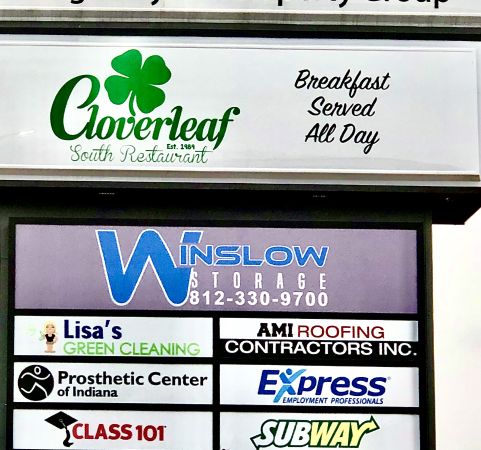 Cloverleaf
Est. 1984
South Restaurant
Breakfast
Served
All Day
WINSLOW
STORAGE
812-330-9700
Lisa's
GREEN CLEANING
AMI ROOFING
CONTRACTORS INC.
Prosthetic Center
of Indiana
Express
EMPLOYMENT PROFESSIONALS
CLASS 101
SUBWAY